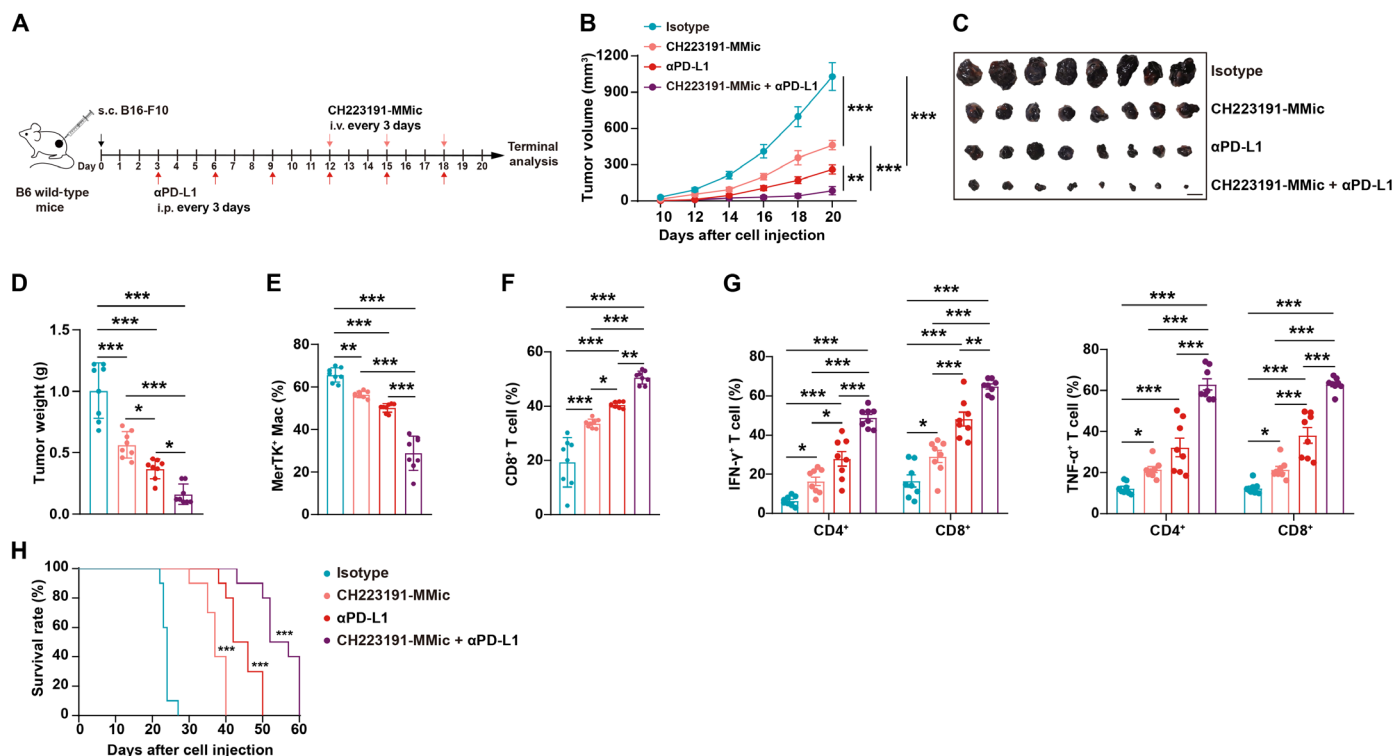 A
s.c. B16-F10
CH223191-MMic
i.v. every 3 days
Day 0 1 2 3 4 5 6 7 8 9 10 11 12 13 14 15 16 17 18 19 20
Terminal
analysis
B6 wild-type
mice
αPD-L1
i.p. every 3 days
B
Isotype
CH223191-MMic
αPD-L1
CH223191-MMic + αPD-L1
Tumor volume (mm³)
1200
900
600
300
0
10 12 14 16 18 20
Days after cell injection
***
***
***
**
C
Isotype
CH223191-MMic
αPD-L1
CH223191-MMic + αPD-L1
D
Tumor weight (g)
1.5
1.0
0.5
0.0
***
***
***
***
*
*
E
MerTK⁺ Mac (%)
80
60
40
20
0
***
***
**
***
***
F
CD8⁺ T cell (%)
60
40
20
0
***
***
***
**
*
***
G
IFN-γ⁺ T cell (%)
80
60
40
20
0
***
***
***
***
*
*
***
***
***
**
***
*
CD4⁺ CD8⁺
TNF-α⁺ T cell (%)
80
60
40
20
0
***
***
***
***
*
***
***
***
***
***
*
CD4⁺ CD8⁺
H
Survival rate (%)
100
80
60
40
20
0
0 10 20 30 40 50 60
Days after cell injection
***
***
***
Isotype
CH223191-MMic
αPD-L1
CH223191-MMic + αPD-L1